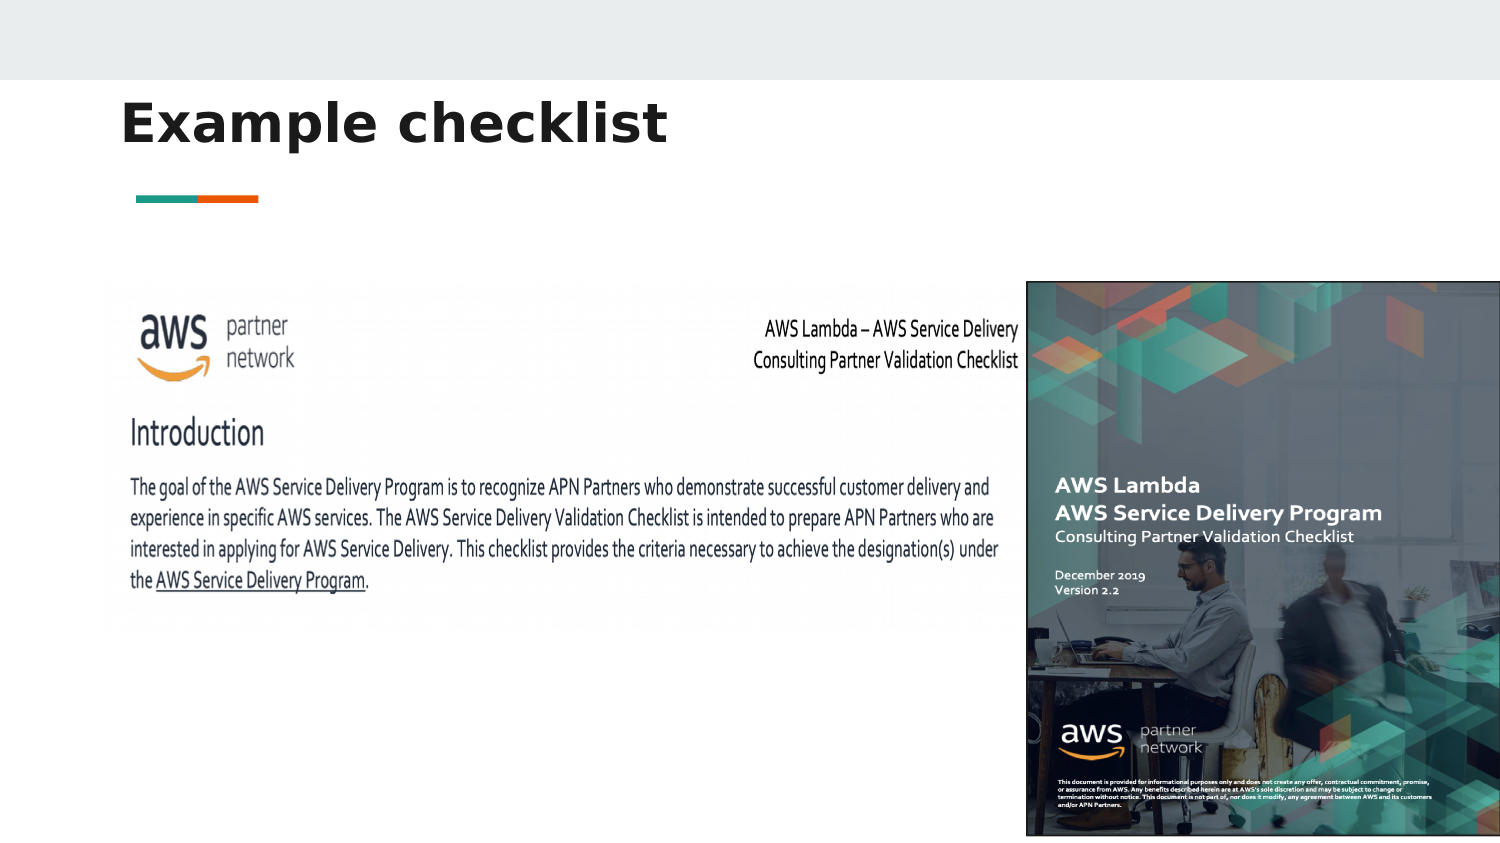 Example checklist
aws partner network
AWS Lambda – AWS Service Delivery
Consulting Partner Validation Checklist
Introduction
The goal of the AWS Service Delivery Program is to recognize APN Partners who demonstrate successful customer delivery and
experience in specific AWS services. The AWS Service Delivery Validation Checklist is intended to prepare APN Partners who are
interested in applying for AWS Service Delivery. This checklist provides the criteria necessary to achieve the designation(s) under
the AWS Service Delivery Program.
AWS Lambda
AWS Service Delivery Program
Consulting Partner Validation Checklist
December 2019
Version 2.2
aws partner network
This document is provided for informational purposes only and does not create any offer, contractual commitment, promise,
or assurance from AWS. Any benefits described herein are at AWS's sole discretion and may be subject to change or
termination without notice. This document is not part of, nor does it modify, any agreement between AWS and its customers
and/or APN Partners.